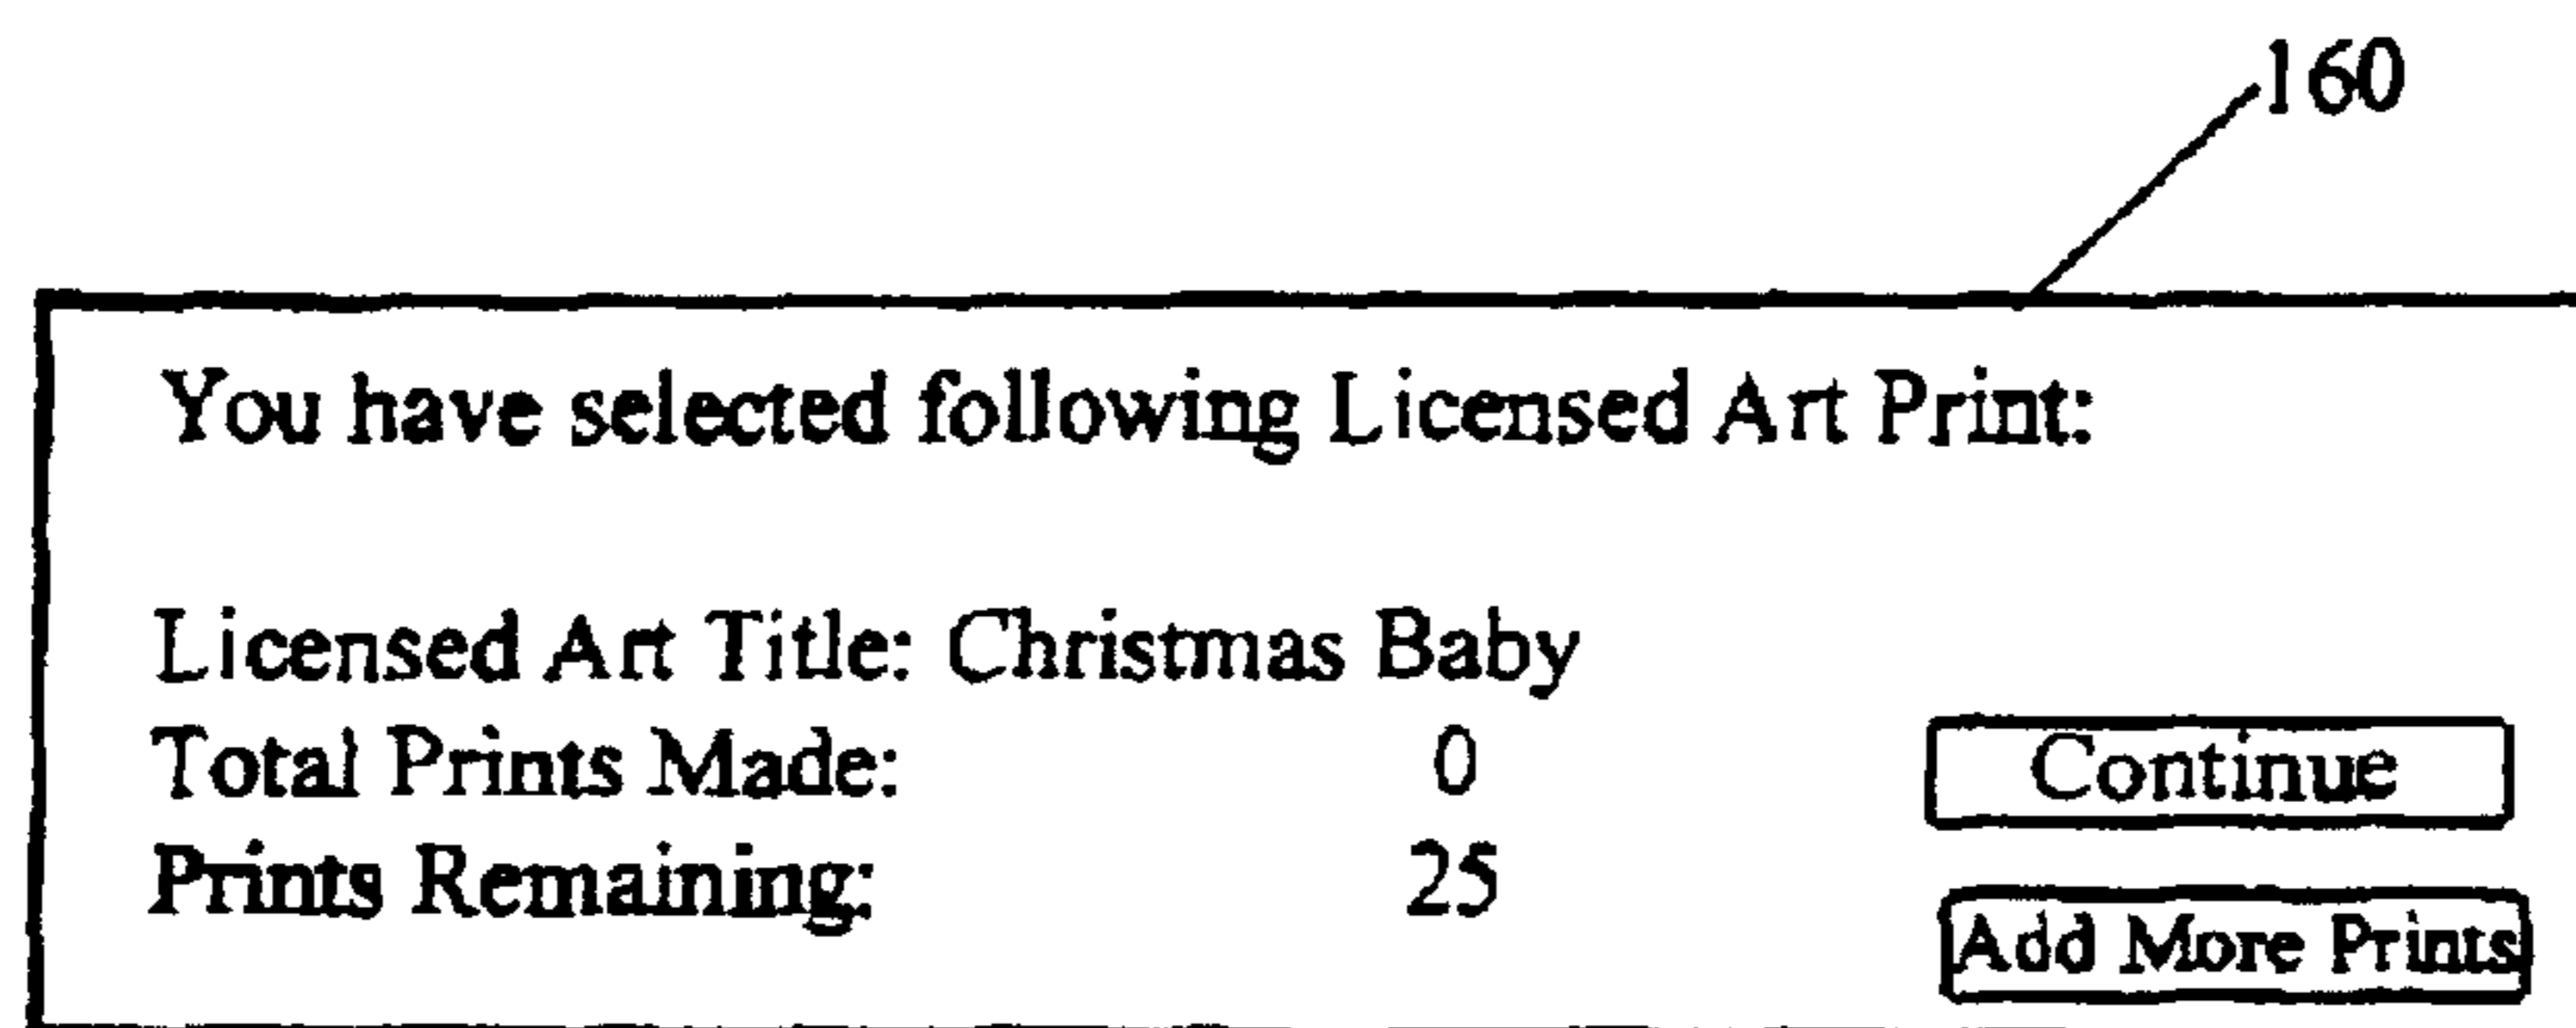 160
You have selected following Licensed Art Print:
Licensed Art Title: Christmas Baby
Total Prints Made: 0
Continue
Prints Remaining: 25
Add More Prints